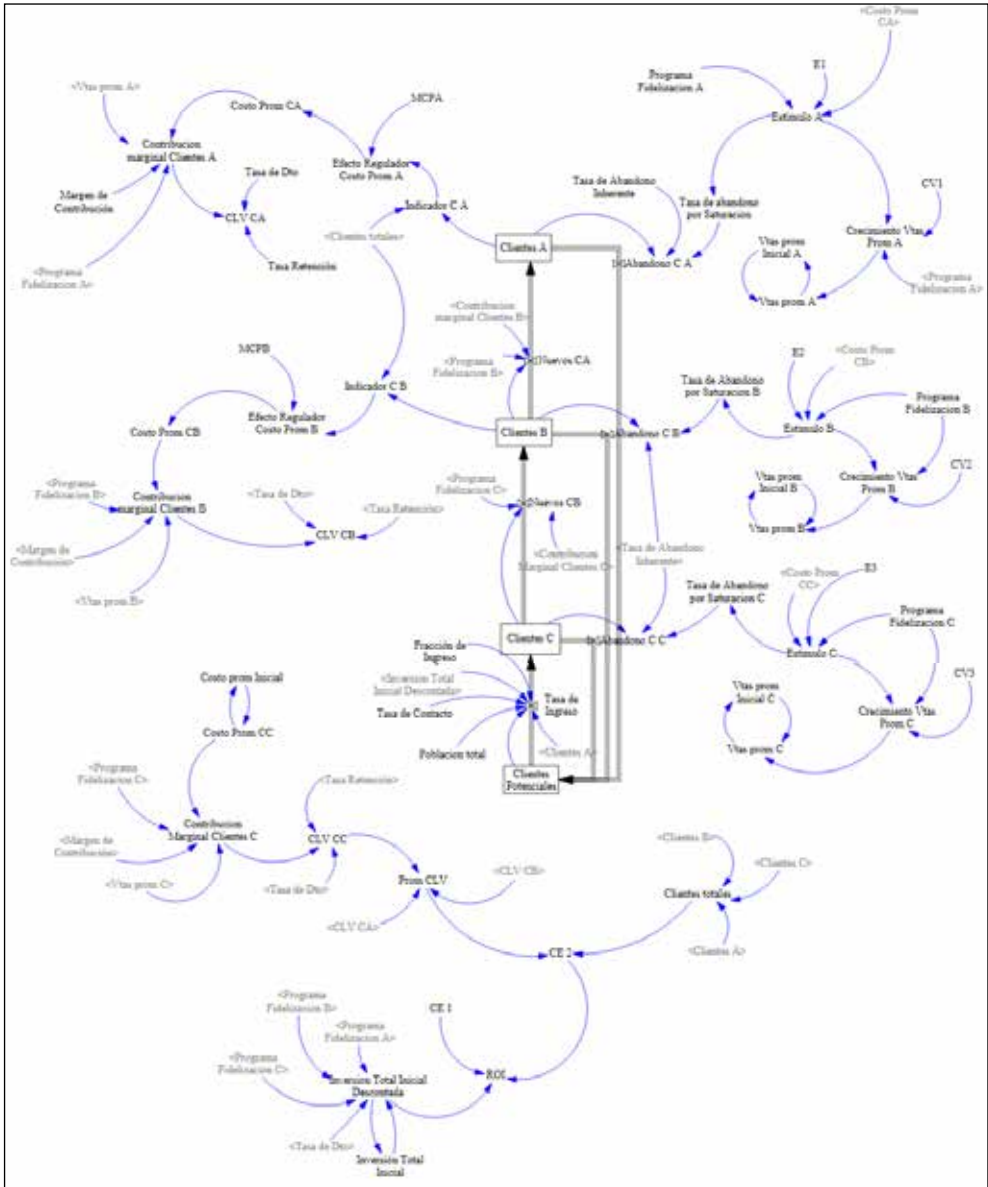 <Costo Prom
CA>
E1
Programa
Fidelizacion A
Estimulo A
<Vtas prom A>
Costo Prom CA
MCPA
Contribucion
marginal Clientes A
Efecto Regulador
Costo Prom A
Tasa de Dto
Margen de
Contribución
CLV CA
Indicador C A
<Clientes totales>
Tasa Retención
<Programa
Fidelizacion A>
Tasa de Abandono
Inherente
Tasa de abandono
por Saturacion
CV1
Crecimiento Vtas
Prom A
Vtas prom
Inicial A
Vtas prom A
<Programa
Fidelizacion A>
Clientes A
Abandono C A
<Contribucion
marginal Clientes B>
Nuevos CA
<Programa
Fidelizacion B>
MCPB
Indicador C B
Efecto Regulador
Costo Prom B
Costo Prom CB
Clientes B
Abandono C B
E2
<Costo Prom
CB>
Tasa de Abandono
por Saturacion B
Programa
Fidelizacion B
Estimulo B
CV2
Crecimiento Vtas
Prom B
Vtas prom
Inicial B
Vtas prom B
<Programa
Fidelizacion B>
Contribucion
marginal Clientes B
<Tasa de Dto>
<Tasa Retención>
CLV CB
<Margen de
Contribución>
<Vtas prom B>
<Programa
Fidelizacion C>
Nuevos CB
<Contribucion
Marginal Clientes C>
<Tasa de Abandono
Inherente>
Clientes C
Abandono C C
Tasa de Abandono
por Saturacion C
<Costo Prom
CC>
E3
Programa
Fidelizacion C
Estimulo C
CV3
Crecimiento Vtas
Prom C
Vtas prom
Inicial C
Vtas prom C
Fracción de
Ingreso
<Inversion Total
Inicial Descontada>
Tasa de Contacto
Tasa de
Ingreso
Poblacion total
<Clientes A>
Clientes
Potenciales
Costo prom Inicial
Costo Prom CC
<Programa
Fidelizacion C>
Contribucion
Marginal Clientes C
<Margen de
Contribución>
<Vtas prom C>
<Tasa Retención>
CLV CC
<Tasa de Dto>
Prom CLV
<CLV CB>
<CLV CA>
<Clientes B>
<Clientes C>
Clientes totales
<Clientes A>
CE 2
CE 1
ROI
<Programa
Fidelizacion B>
<Programa
Fidelizacion A>
<Programa
Fidelizacion C>
Inversion Total Inicial
Descontada
<Tasa de Dto>
Inversión Total
Inicial